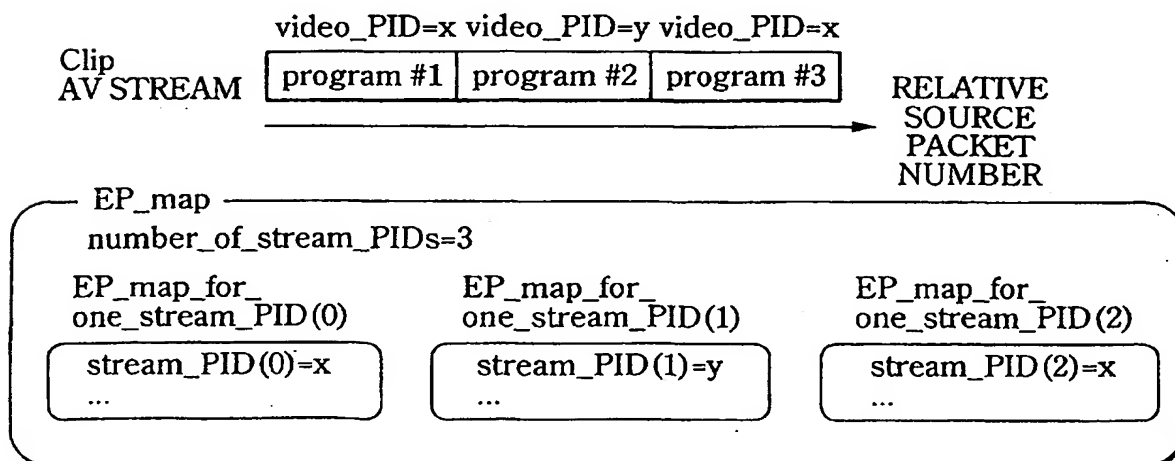 video_PID=x video_PID=y video_PID=x
Clip
AV STREAM
program #1 program #2 program #3
RELATIVE
SOURCE
PACKET
NUMBER
EP_map
number_of_stream_PIDs=3
EP_map_for_
one_stream_PID(0)
stream_PID(0)=x
...
EP_map_for_
one_stream_PID(1)
stream_PID(1)=y
...
EP_map_for_
one_stream_PID(2)
stream_PID(2)=x
...